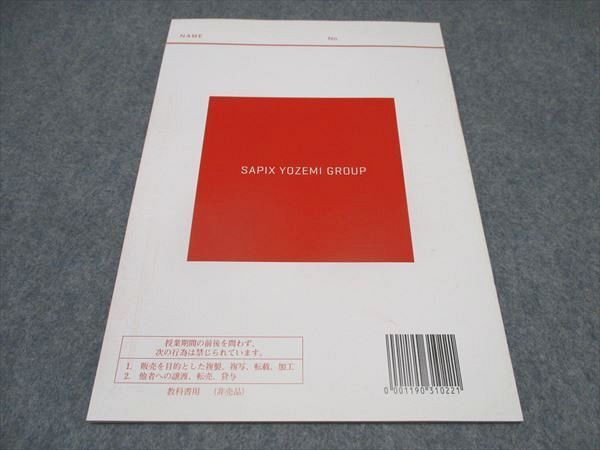 NAME No.
SAPIX YOZEMI GROUP
授業期間の前後を問わず、
次の行為は禁じられています。
1. 販売を目的とした複製、複写、転載、加工
2. 他者への譲渡、転売、貸与
教科書用 (非売品)
0 001190 310221